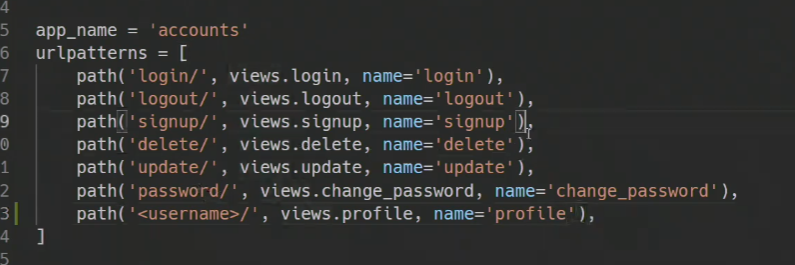 4
5 app_name = 'accounts'
6 urlpatterns = [
7 path('login/', views.login, name='login'),
8 path('logout/', views.logout, name='logout'),
9 path('signup/', views.signup, name='signup'),
0 path('delete/', views.delete, name='delete'),
1 path('update/', views.update, name='update'),
2 path('password/', views.change_password, name='change_password'),
3 path('<username>/', views.profile, name='profile'),
4 ]
5